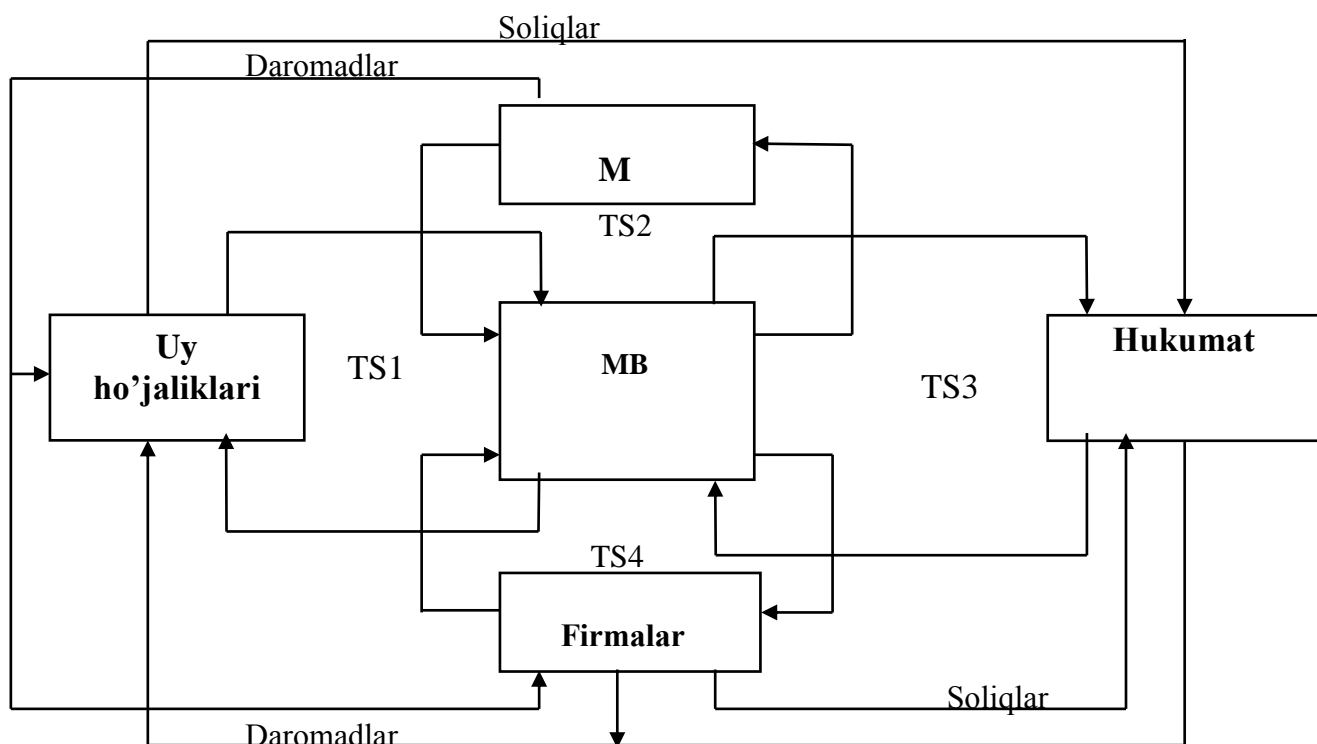 Soliqlar
Daromadlar
M
TS2
Uy
ho’jaliklari
TS1
MB
TS3
Hukumat
TS4
Firmalar
Soliqlar
Daromadlar